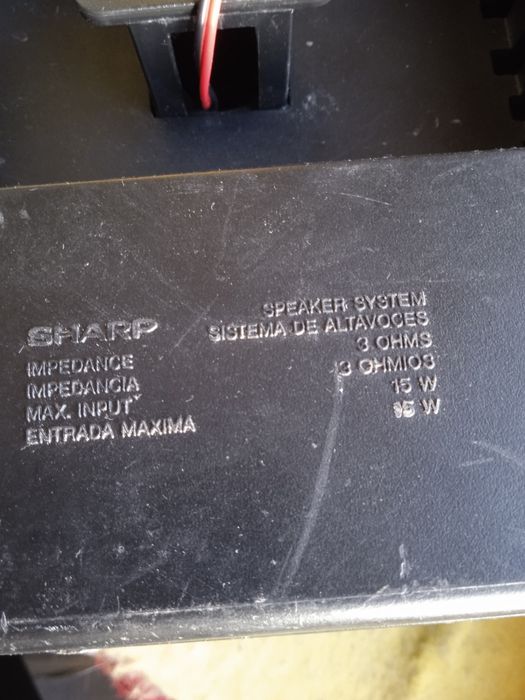 SPEAKER SYSTEM
SHARP SISTEMA DE ALTAVOCES
IMPEDANCE 3 OHMS
IMPEDANCIA 3 OHMIOS
MAX. INPUT 15 W
ENTRADA MAXIMA 15 W